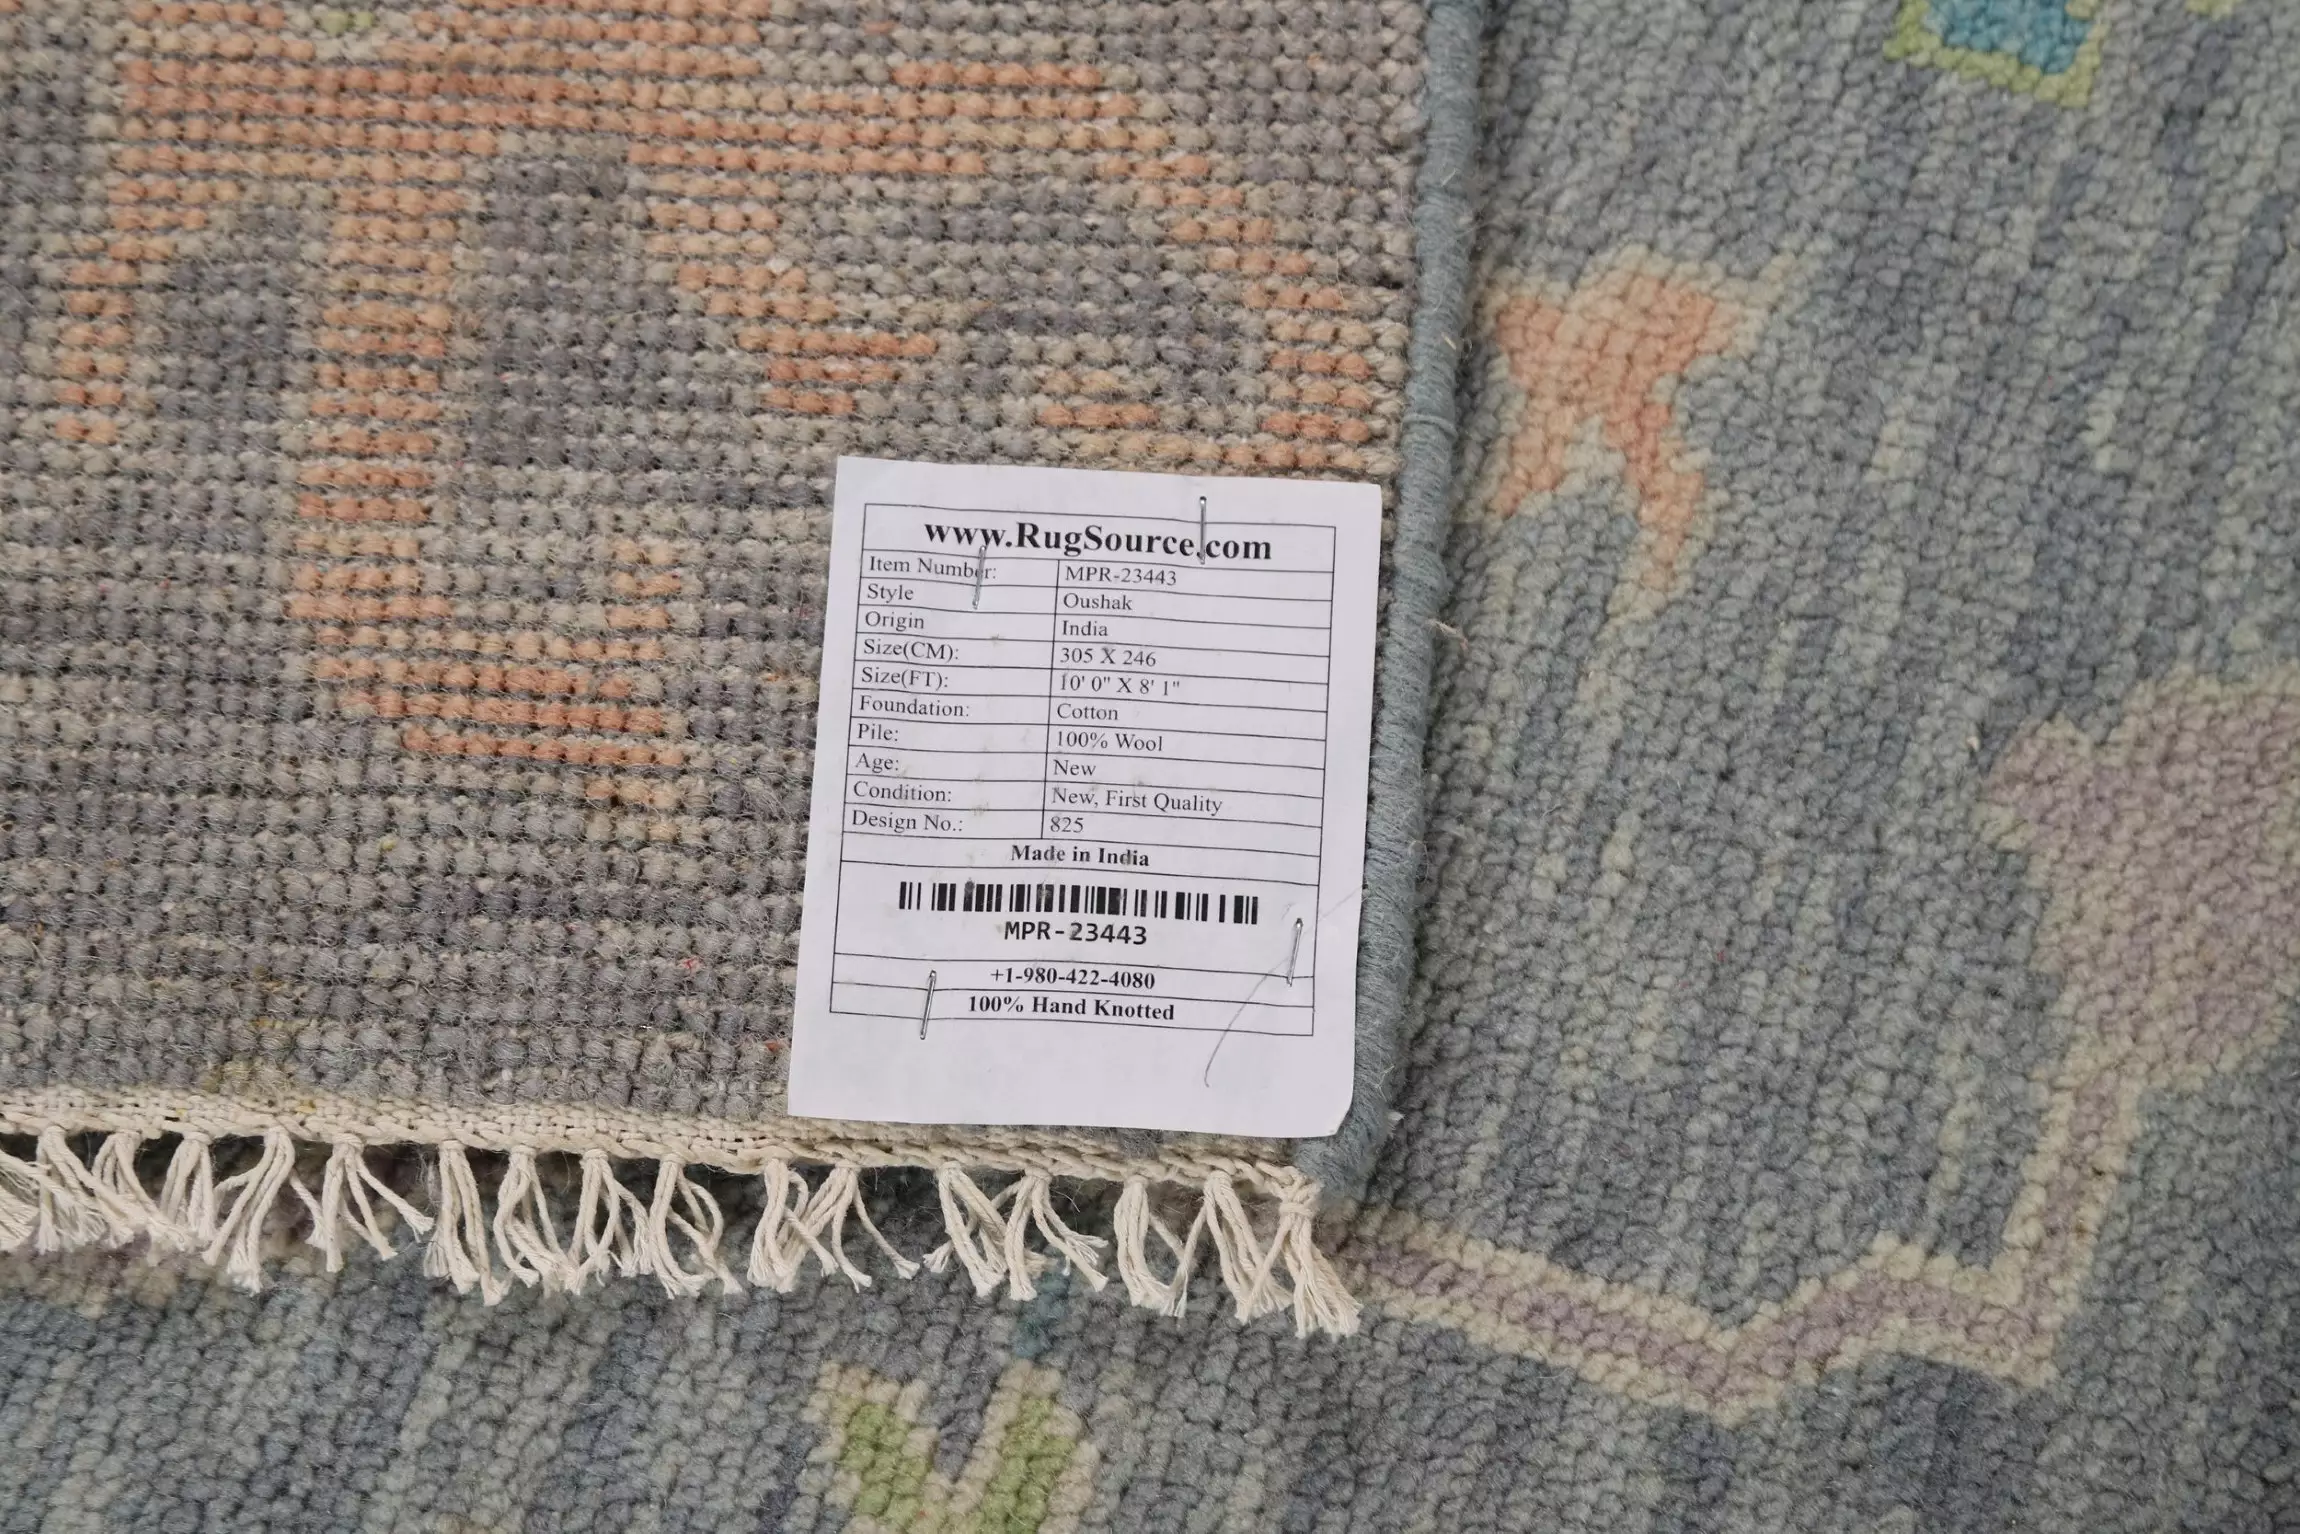 www.RugSource.com
Item Number: MPR-23443
Style Oushak
Origin India
Size(CM): 305 X 246
Size(FT): 10' 0" X 8' 1"
Foundation: Cotton
Pile: 100% Wool
Age: New
Condition: New, First Quality
Design No.: 825
Made in India
MPR-23443
+1-980-422-4080
100% Hand Knotted